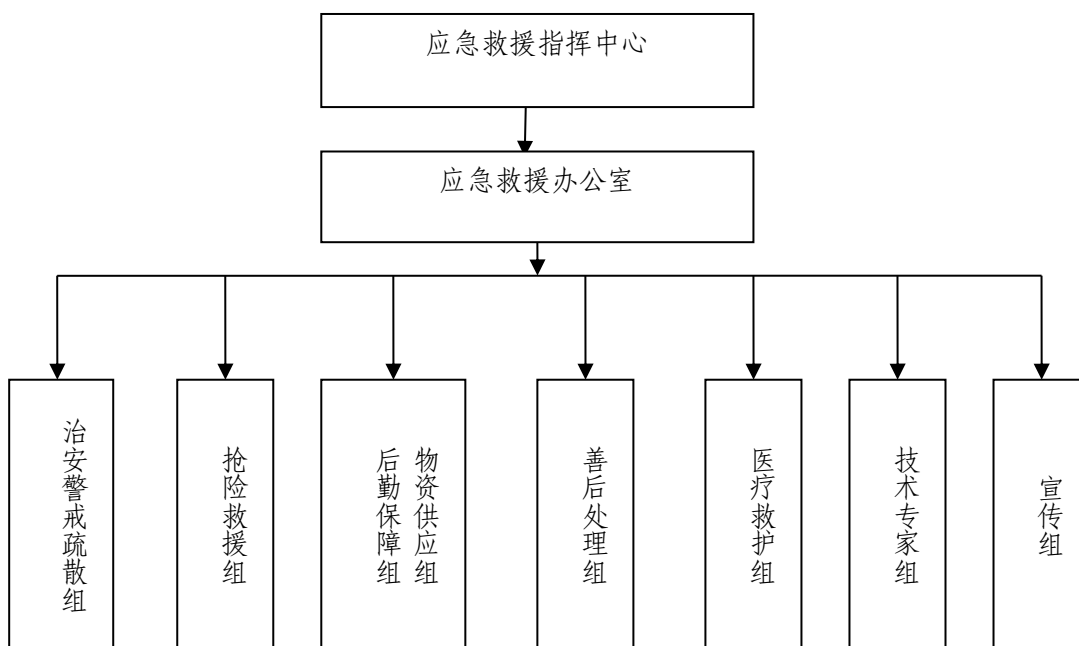 应急救援指挥中心
应急救援办公室
治安警戒疏散组
抢险救援组
物资供应组
后勤保障组
善后处理组
医疗救护组
技术专家组
宣传组